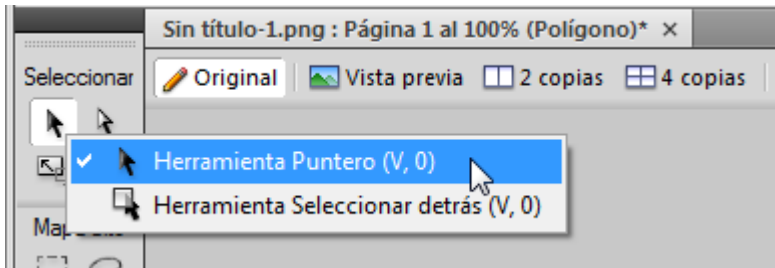 Sin título-1.png : Página 1 al 100% (Polígono)* ×
Seleccionar
Original Vista previa 2 copias 4 copias
Herramienta Puntero (V, 0)
Herramienta Seleccionar detrás (V, 0)